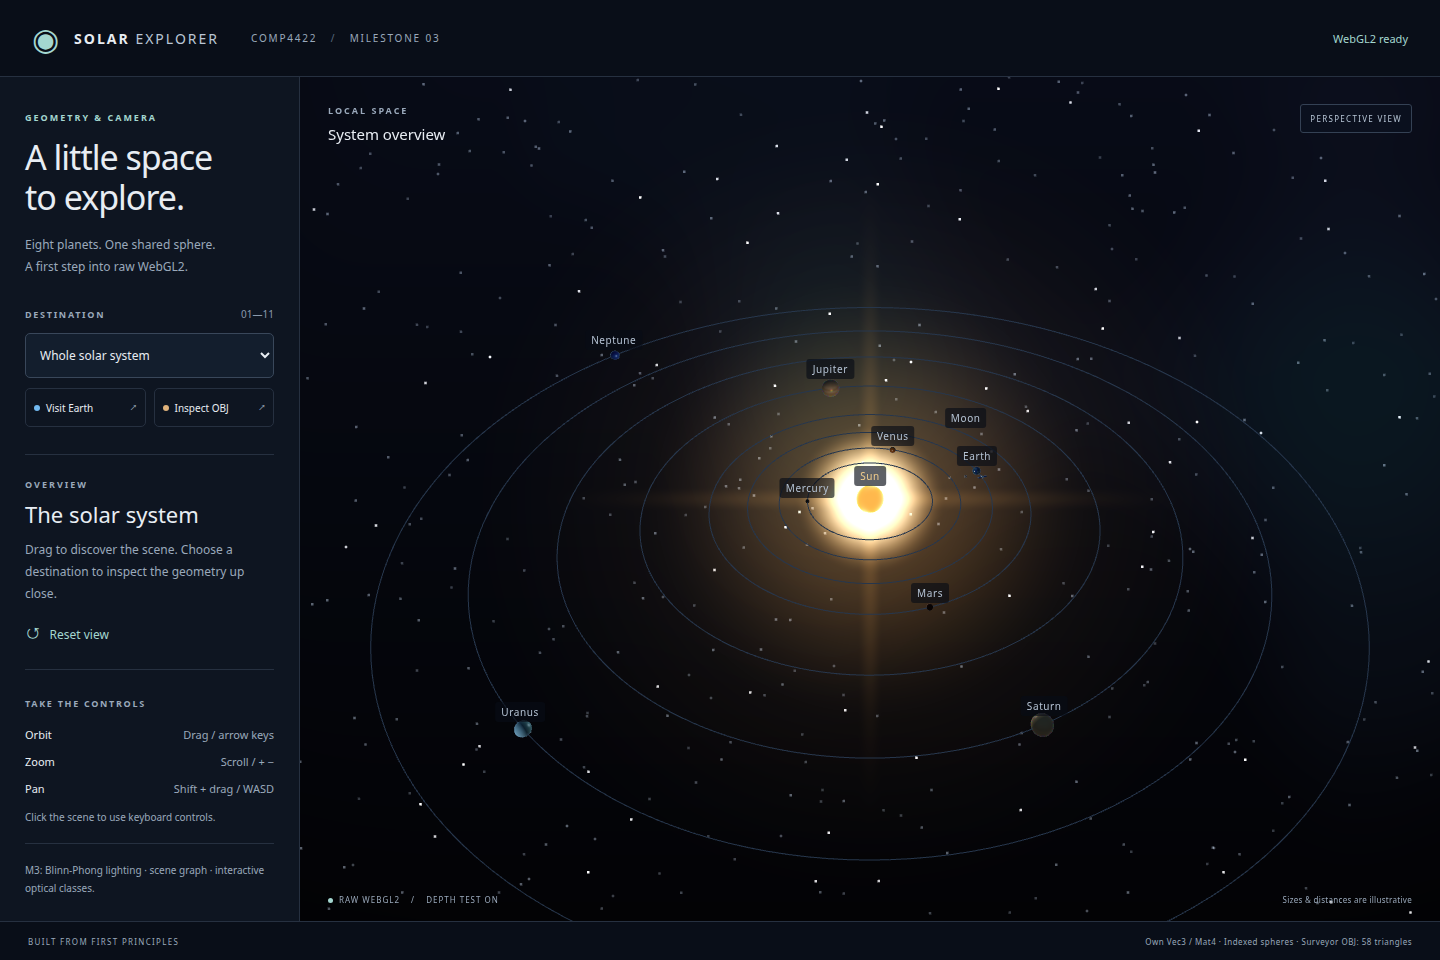 SOLAR EXPLORER
COMP4422 / MILESTONE 03
WebGL2 ready
GEOMETRY & CAMERA
A little space
to explore.
Eight planets. One shared sphere.
A first step into raw WebGL2.
DESTINATION
01—11
Whole solar system
Visit Earth ↗
Inspect OBJ ↗
OVERVIEW
The solar system
Drag to discover the scene. Choose a
destination to inspect the geometry up
close.
Reset view
TAKE THE CONTROLS
Orbit Drag / arrow keys
Zoom Scroll / + −
Pan Shift + drag / WASD
Click the scene to use keyboard controls.
M3: Blinn-Phong lighting · scene graph · interactive
optical classes.
LOCAL SPACE
System overview
PERSPECTIVE VIEW
Neptune
Jupiter
Moon
Venus
Earth
Sun
Mercury
Mars
Saturn
Uranus
RAW WEBGL2 / DEPTH TEST ON
Sizes & distances are illustrative
BUILT FROM FIRST PRINCIPLES
Own Vec3 / Mat4 · Indexed spheres · Surveyor OBJ: 58 triangles